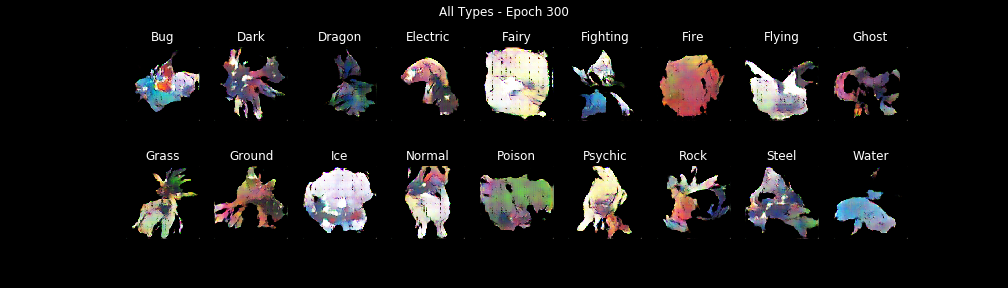 All Types - Epoch 300
Bug Dark Dragon Electric Fairy Fighting Fire Flying Ghost
Grass Ground Ice Normal Poison Psychic Rock Steel Water